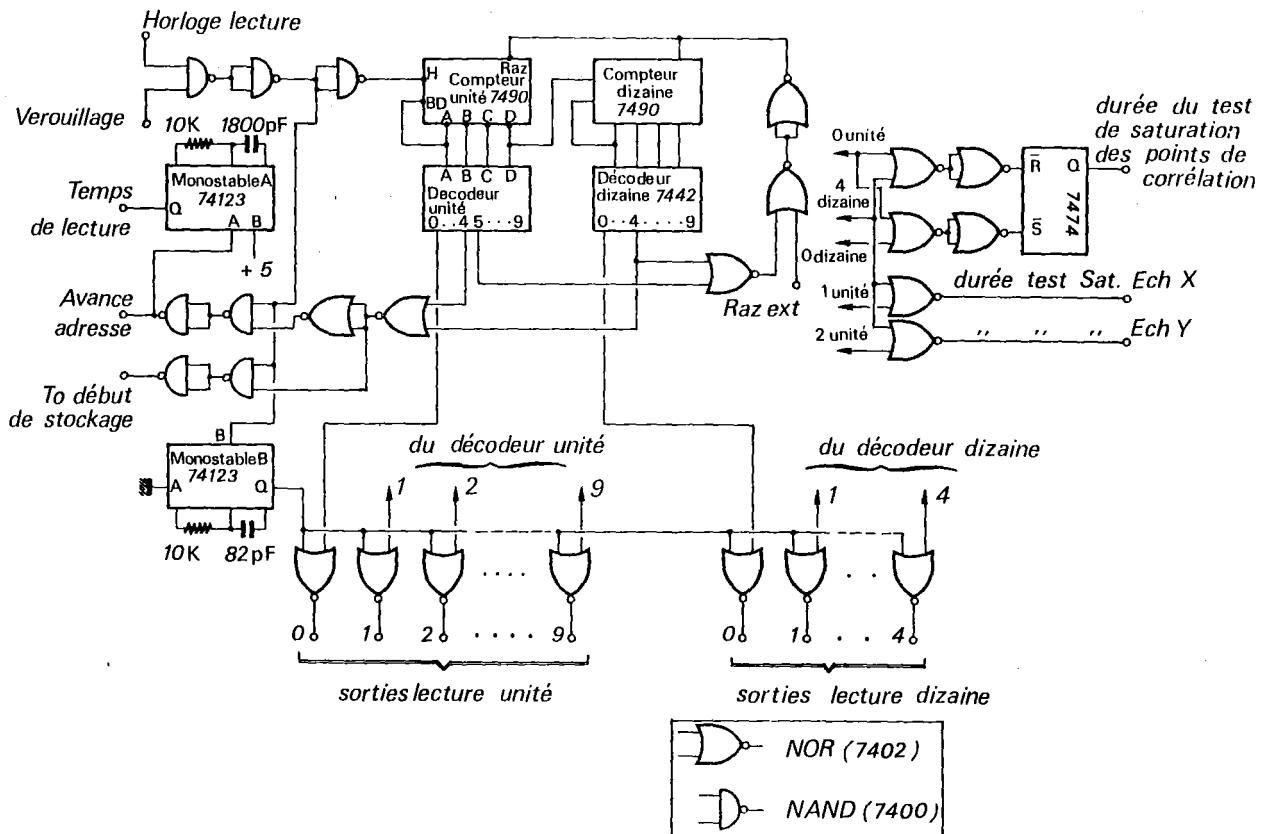 Horloge lecture
Verouillage
10K 1800pF
Monostable A
74123
Q
A B
+ 5
Temps
de lecture
Avance
adresse
To début
de stockage
H
Raz
Compteur
unité 7490
BD
A B C D
Compteur
dizaine
7490
A B C D
Décodeur
unité
0 . . 4 5 . . . 9
Décodeur
dizaine 7442
0 . . 4 . . . . 9
Raz ext
0 unité
4
dizaine
0 dizaine
1 unité
2 unité
R̅ Q
S̅
7474
durée du test
de saturation
des points de
corrélation
durée test Sat. Ech X
,, ,, ,, Ech Y
B
Monostable B
74123
A Q
10K 82pF
du décodeur unité
1 2 9
du décodeur dizaine
1 4
0 1 2 . . . . . 9
0 1 . . 4
sorties lecture unité
sorties lecture dizaine
NOR (7402)
NAND (7400)